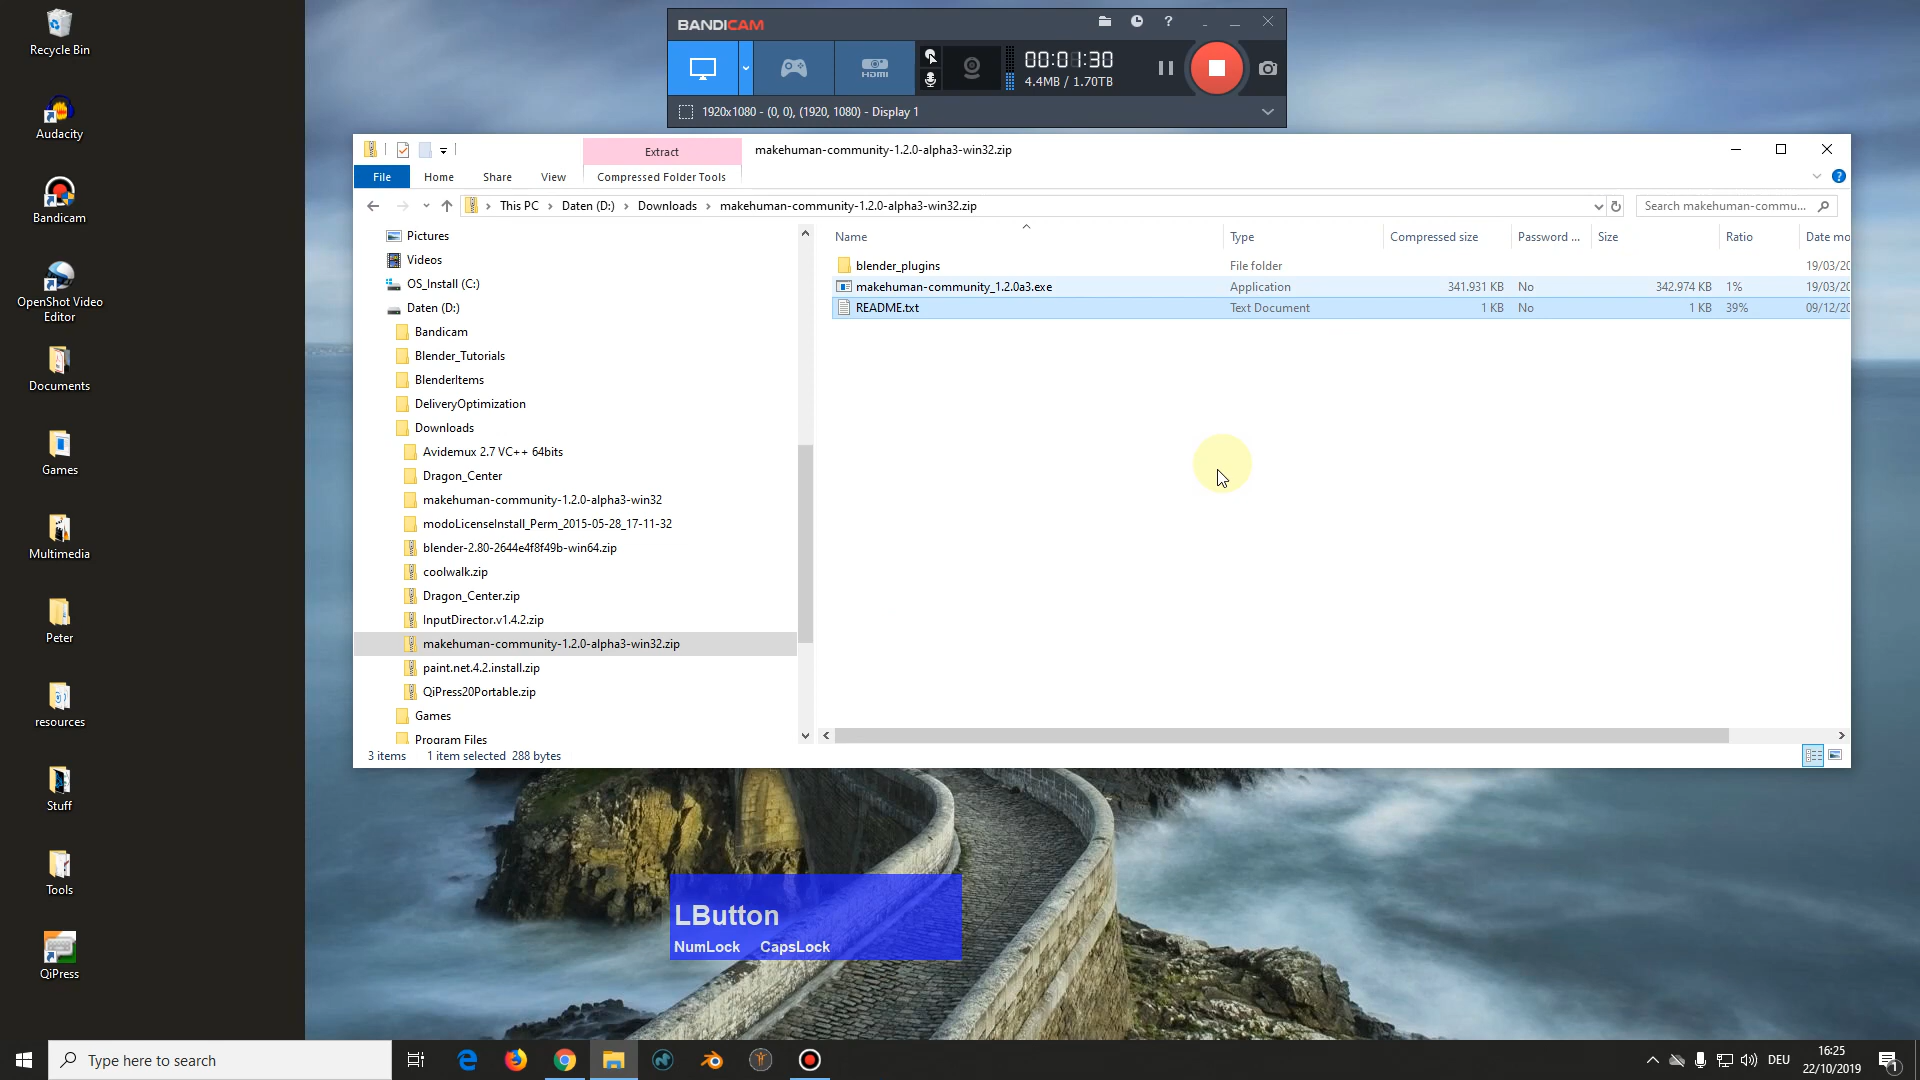 Recycle Bin
Audacity
Bandicam
OpenShot Video
Editor
Documents
Games
Multimedia
Peter
resources
Stuff
Tools
QiPress
BANDICAM
?
HDMI
00:01:30
4.4MB / 1.70TB
1920x1080 - (0, 0), (1920, 1080) - Display 1
Extract
makehuman-community-1.2.0-alpha3-win32.zip
File
Home
Share
View
Compressed Folder Tools
?
This PC > Daten (D:) > Downloads > makehuman-community-1.2.0-alpha3-win32.zip
Search makehuman-commu...
Pictures
Videos
OS_Install (C:)
Daten (D:)
Bandicam
Blender_Tutorials
BlenderItems
DeliveryOptimization
Downloads
Avidemux 2.7 VC++ 64bits
Dragon_Center
makehuman-community-1.2.0-alpha3-win32
modoLicenseInstall_Perm_2015-05-28_17-11-32
blender-2.80-2644e4f8f49b-win64.zip
coolwalk.zip
Dragon_Center.zip
InputDirector.v1.4.2.zip
makehuman-community-1.2.0-alpha3-win32.zip
paint.net.4.2.install.zip
QiPress20Portable.zip
Games
Program Files
Name Type Compressed size Password ... Size Ratio Date mo
blender_plugins File folder 19/03/20
makehuman-community_1.2.0a3.exe Application 341.931 KB No 342.974 KB 1% 19/03/20
README.txt Text Document 1 KB No 1 KB 39% 09/12/20
3 items 1 item selected 288 bytes
LButton
NumLock CapsLock
Type here to search
DEU
16:25
22/10/2019
1